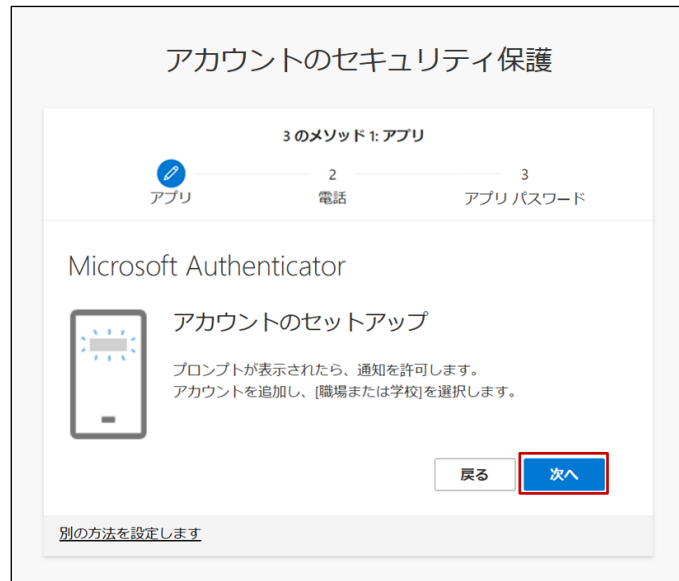 アカウントのセキュリティ保護
3 のメソッド 1: アプリ
2
3
アプリ
電話
アプリ パスワード
Microsoft Authenticator
アカウントのセットアップ
プロンプトが表示されたら、通知を許可します。
アカウントを追加し、[職場または学校]を選択します。
戻る
次へ
別の方法を設定します